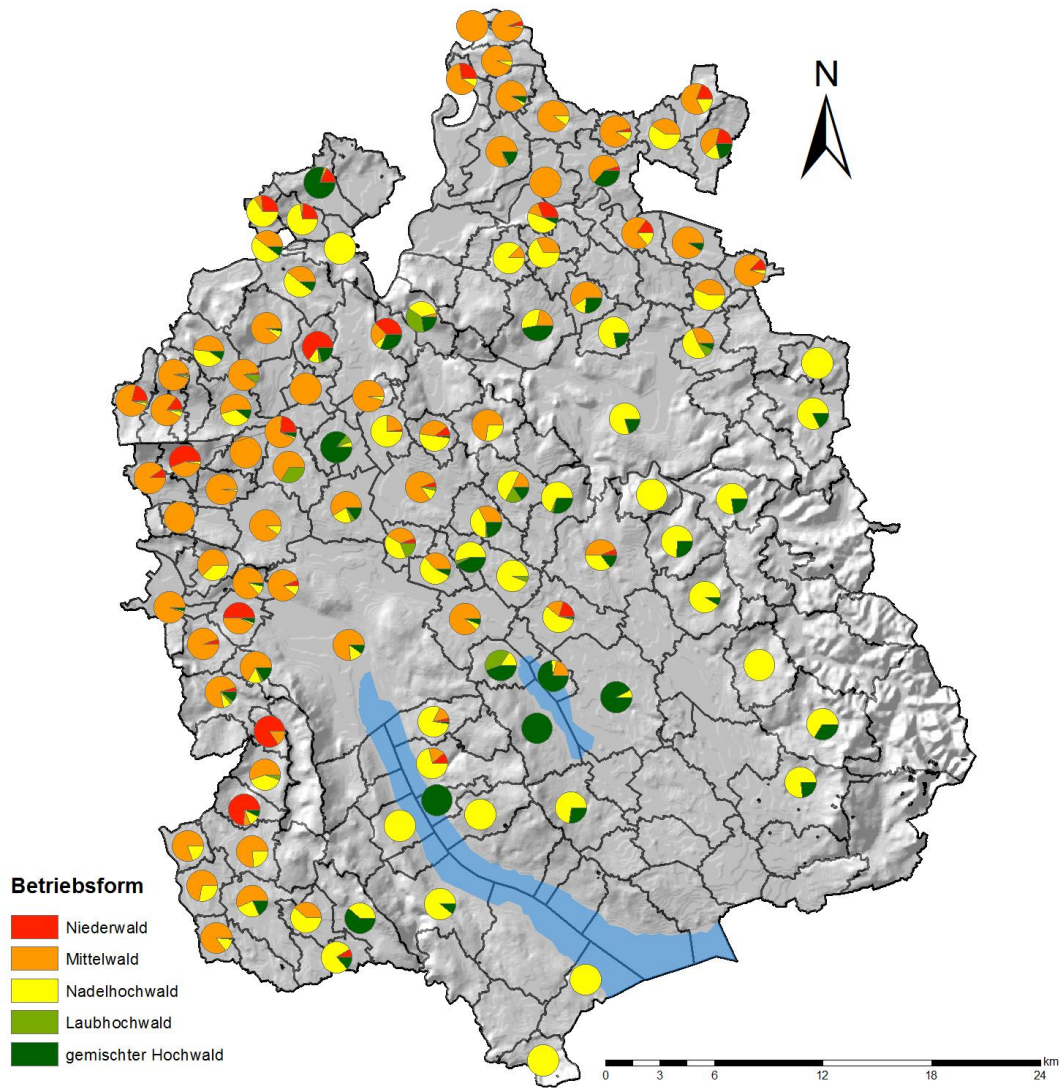 N
Betriebsform
Niederwald
Mittelwald
Nadelhochwald
Laubhochwald
gemischter Hochwald
km
0 3 6 12 18 24